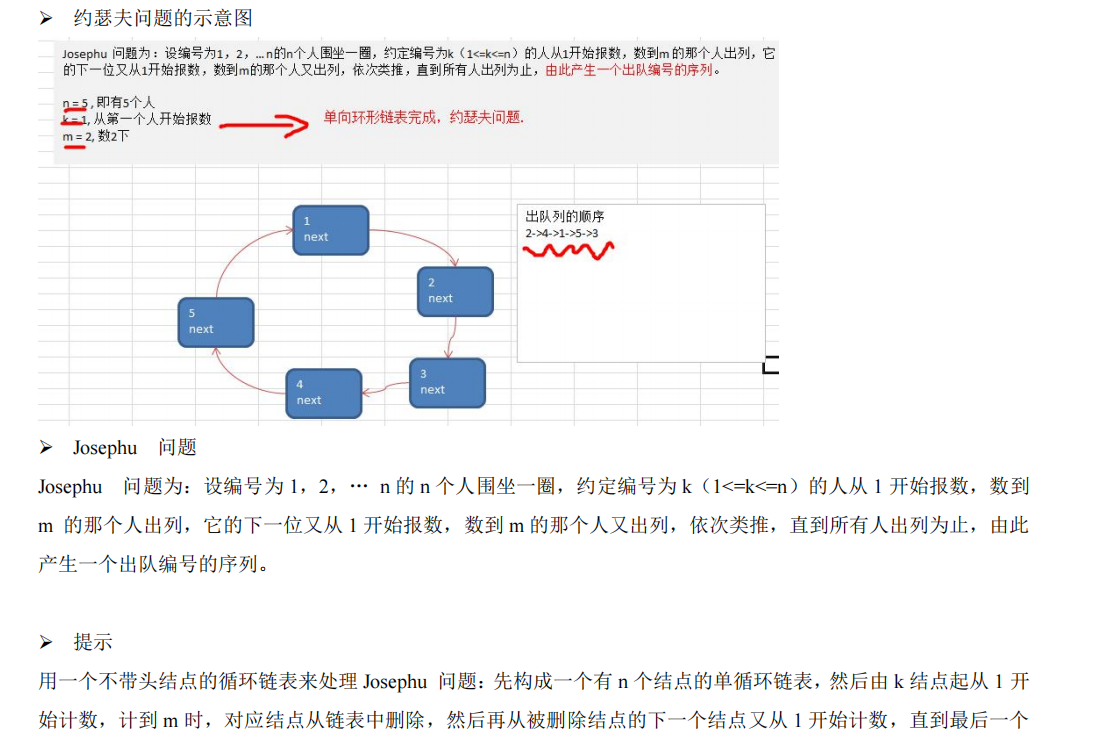 ➢ 约瑟夫问题的示意图
Josephu 问题为：设编号为1，2，… n的n个人围坐一圈，约定编号为k（1<=k<=n）的人从1开始报数，数到m 的那个人出列，它
的下一位又从1开始报数，数到m的那个人又出列，依次类推，直到所有人出列为止，由此产生一个出队编号的序列。
n = 5 , 即有5个人
k = 1, 从第一个人开始报数
m = 2, 数2下
单向环形链表完成，约瑟夫问题.
1
next
2
next
3
next
4
next
5
next
出队列的顺序
2->4->1->5->3
➢ Josephu 问题
Josephu 问题为：设编号为 1，2，… n 的 n 个人围坐一圈，约定编号为 k（1<=k<=n）的人从 1 开始报数，数到
m 的那个人出列，它的下一位又从 1 开始报数，数到 m 的那个人又出列，依次类推，直到所有人出列为止，由此
产生一个出队编号的序列。
➢ 提示
用一个不带头结点的循环链表来处理 Josephu 问题：先构成一个有 n 个结点的单循环链表，然后由 k 结点起从 1 开
始计数，计到 m 时，对应结点从链表中删除，然后再从被删除结点的下一个结点又从 1 开始计数，直到最后一个